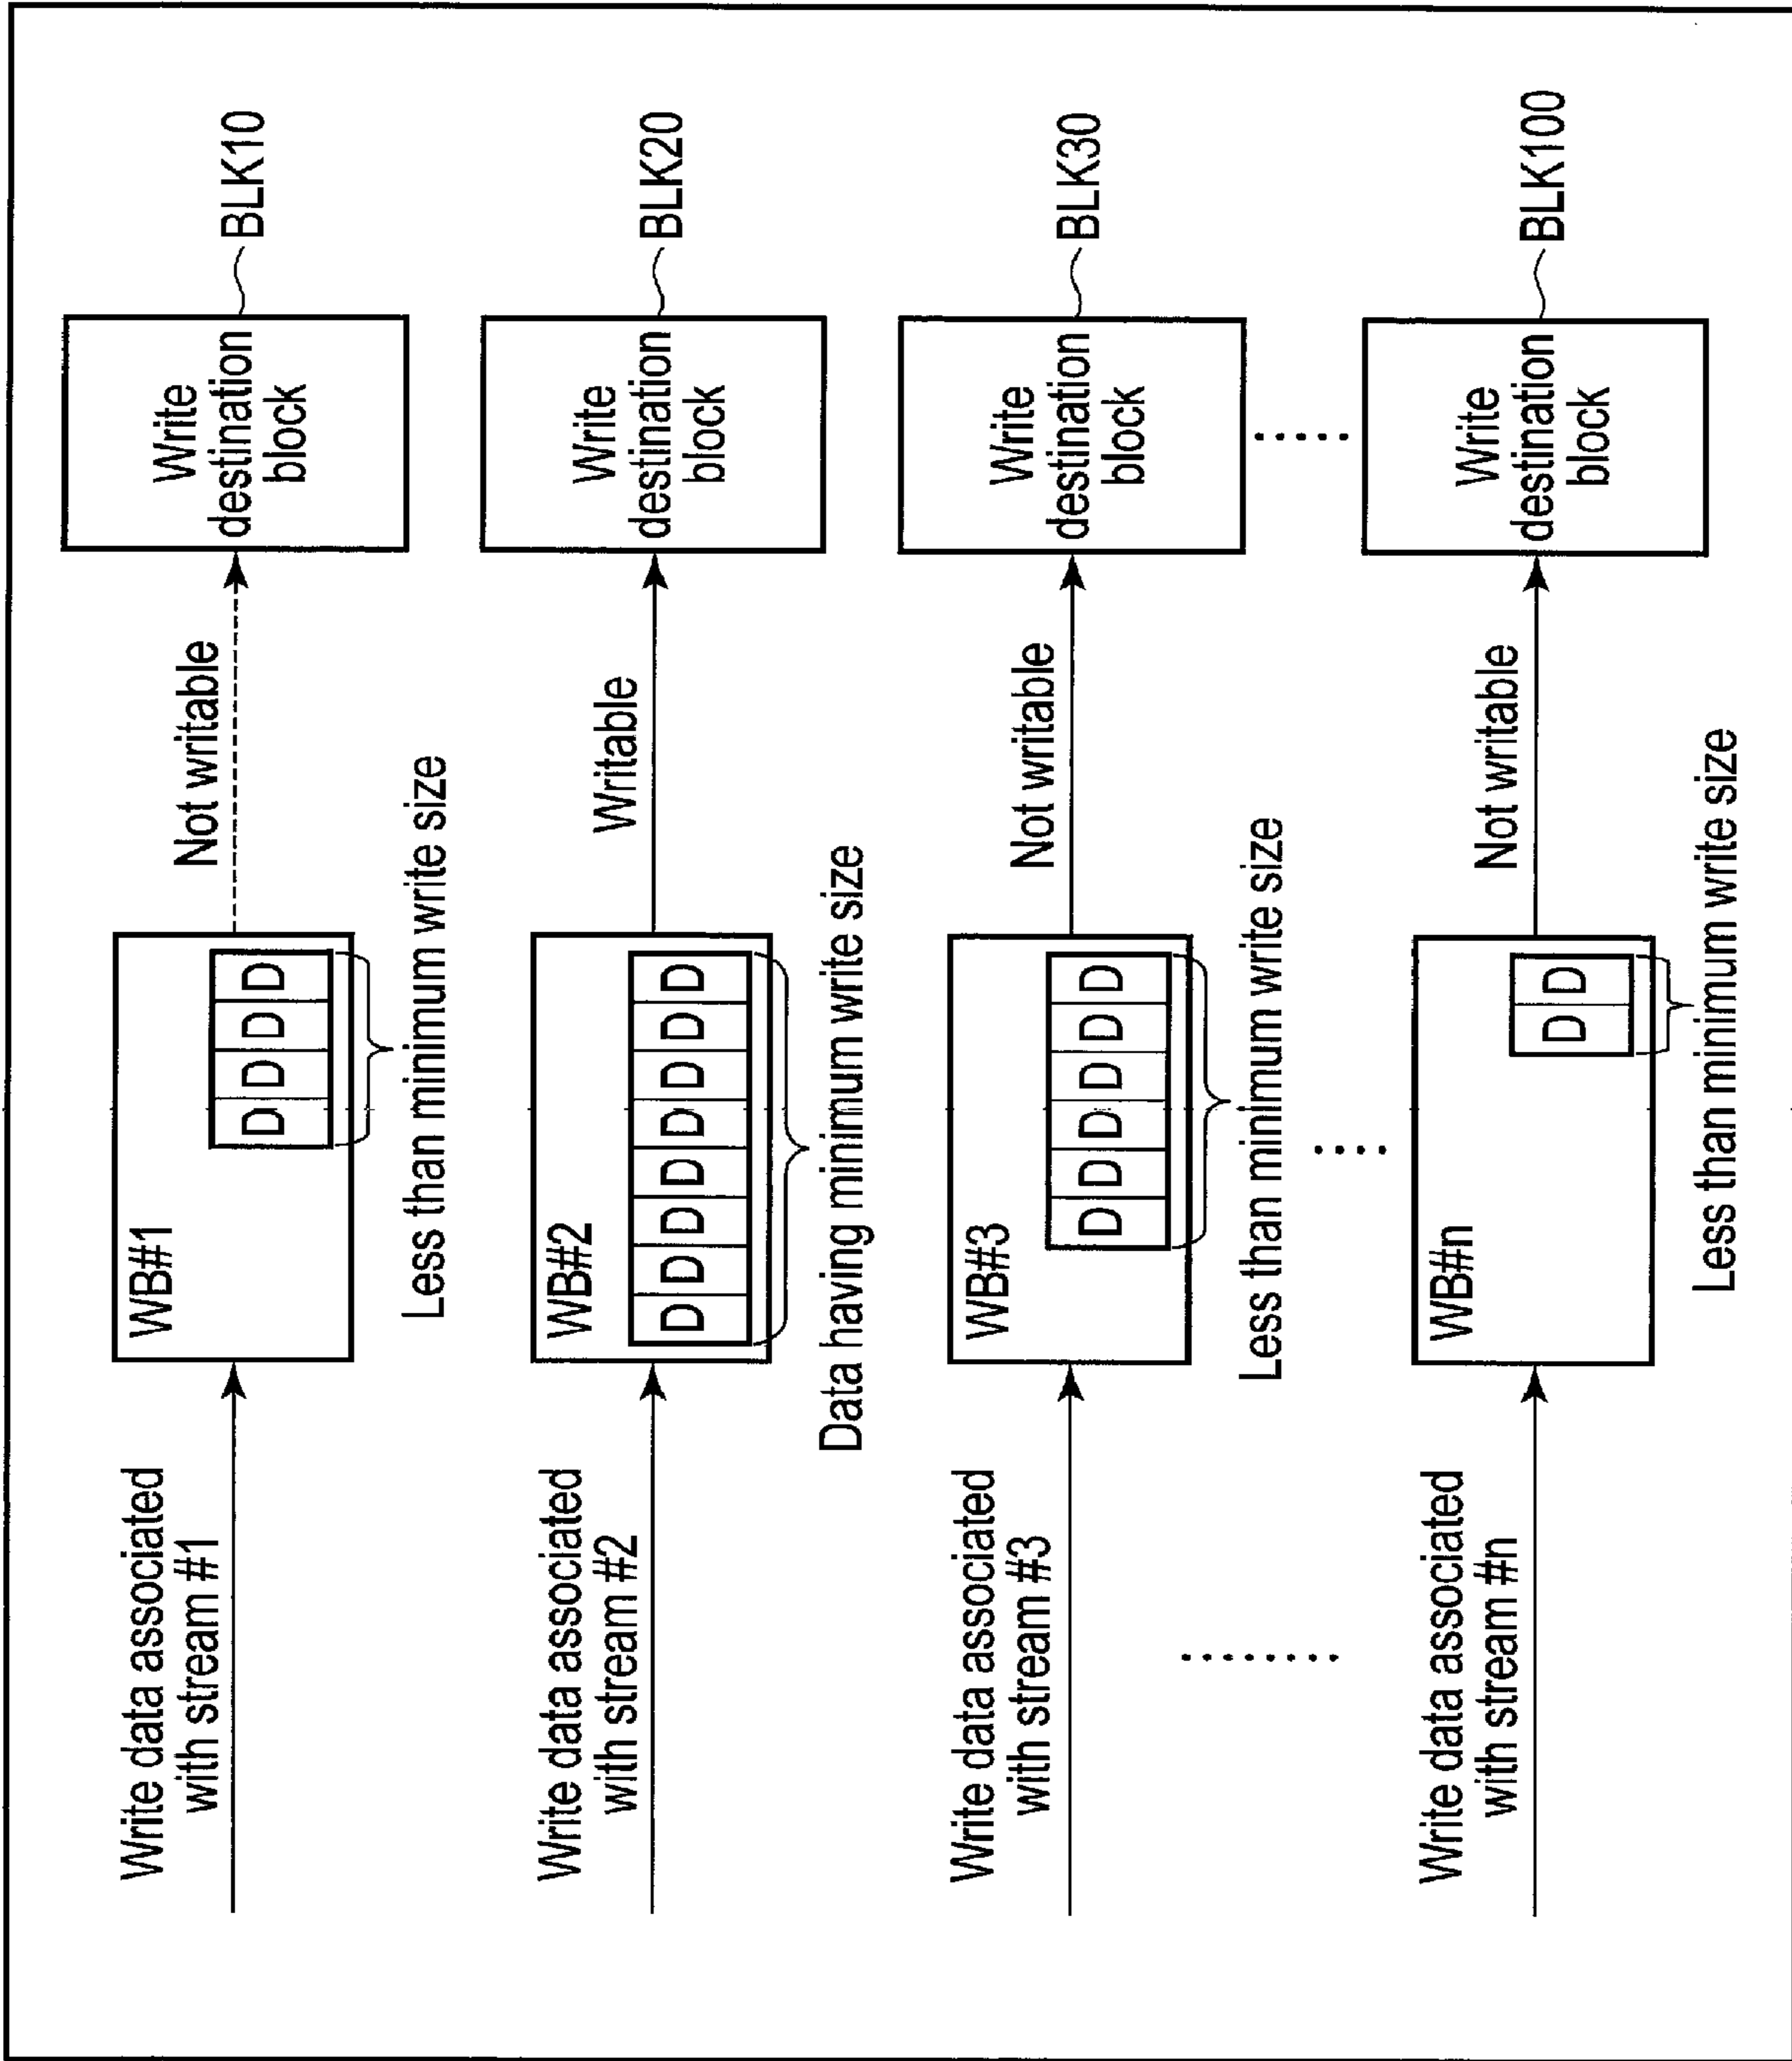 Write data associated
with stream #1
WB#1
D D D D
Less than minimum write size
Not writable
Write
destination
block
BLK10
Write data associated
with stream #2
WB#2
D D D D D D D D
Data having minimum write size
Writable
Write
destination
block
BLK20
Write data associated
with stream #3
WB#3
D D D D D D
Less than minimum write size
Not writable
Write
destination
block
BLK30
Write data associated
with stream #n
WB#n
D D
Less than minimum write size
Not writable
Write
destination
block
BLK100